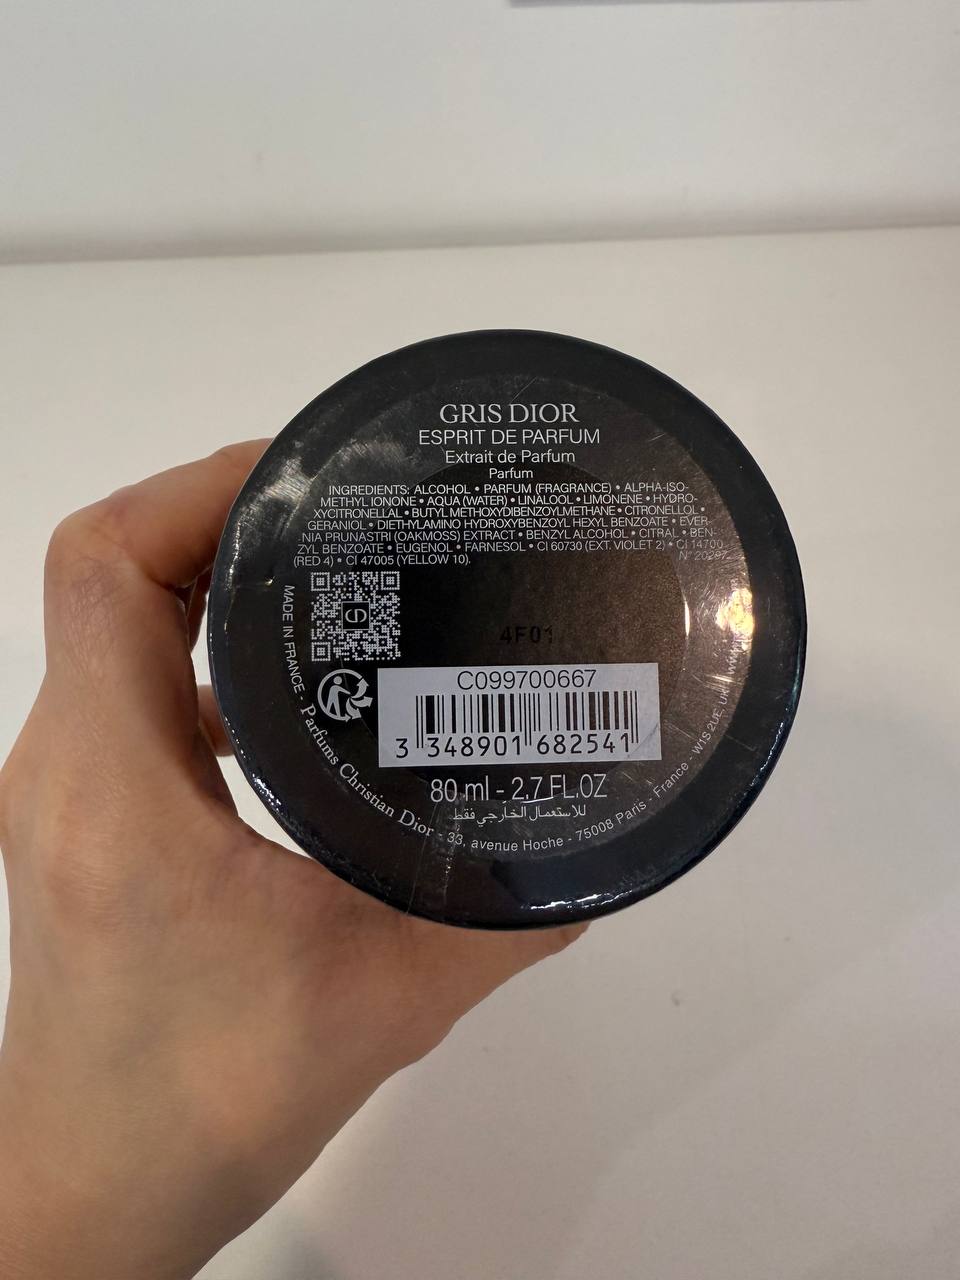 GRIS DIOR
ESPRIT DE PARFUM
Extrait de Parfum
Parfum
INGREDIENTS: ALCOHOL • PARFUM (FRAGRANCE) • ALPHA-ISO-
METHYL IONONE • AQUA (WATER) • LINALOOL • LIMONENE • HYDRO-
XYCITRONELLAL • BUTYL METHOXYDIBENZOYLMETHANE • CITRONELLOL •
GERANIOL • DIETHYLAMINO HYDROXYBENZOYL HEXYL BENZOATE • EVER-
NIA PRUNASTRI (OAKMOSS) EXTRACT • BENZYL ALCOHOL • CITRAL • BEN-
ZYL BENZOATE • EUGENOL • FARNESOL • CI 60730 (EXT. VIOLET 2) • CI 14700
(RED 4) • CI 47005 (YELLOW 10).
4F01
C099700667
3 348901 682541
80 ml - 2.7 FL.OZ
للاستعمال الخارجي فقط
MADE IN FRANCE - Parfums Christian Dior - 33, avenue Hoche - 75008 Paris - France - W1S 2UE, UK